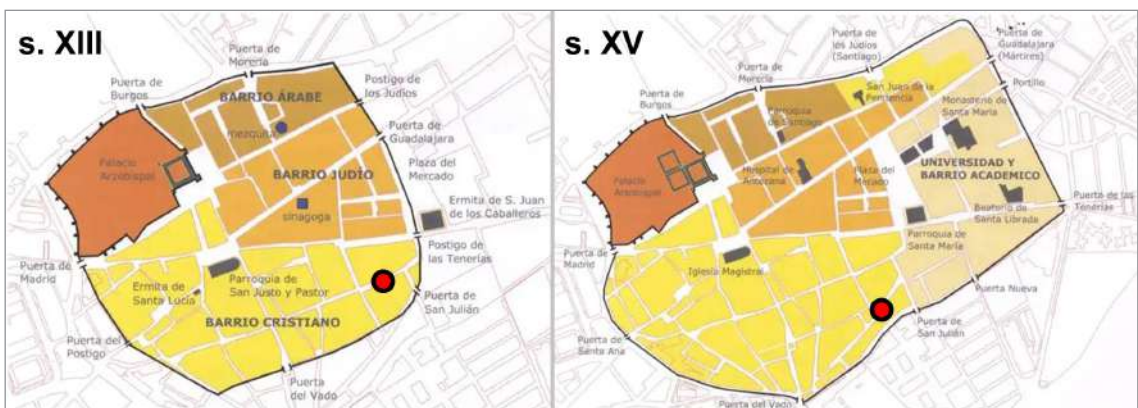 s. XIII
Puerta de
Morería
Puerta de
Burgos
BARRIO ÁRABE
Postigo de
los Judíos
mezquita
Puerta de
Guadalajara
Palacio
Arzobispal
BARRIO JUDÍO
Plaza del
Mercado
Ermita de S. Juan
de los Caballeros
sinagoga
Postigo de
las Tenerías
Puerta de
Madrid
Ermita de
Santa Lucía
Parroquia de
San Justo y Pastor
Puerta de
San Julián
BARRIO CRISTIANO
Puerta del
Postigo
Puerta
del Vado
s. XV
Puerta de
los Judíos
(Santiago)
Puerta de
Guadalajara
(Mártires)
Puerta de
Morería
Portillo
Puerta de
Burgos
San Juan de la
Penitencia
Parroquia
de Santiago
Monasterio de
Santa María
Palacio
Arzobispal
Hospital de
Antezana
Plaza del
Mercado
UNIVERSIDAD Y
BARRIO ACADEMICO
Puerta de las
Tenerías
Beaterio de
Santa Librada
Parroquia de
Santa María
Puerta de
Madrid
Iglesia Magistral
Puerta Nueva
Puerta de
San Julián
Puerta de
Santa Ana
Puerta del Vado